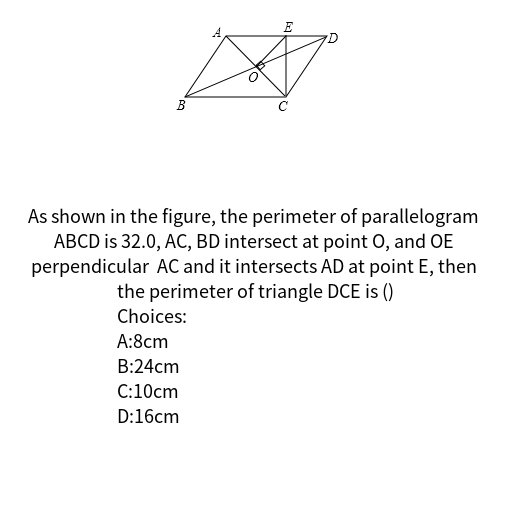 A
E
D
O
B
C
As shown in the figure, the perimeter of parallelogram
ABCD is 32.0, AC, BD intersect at point O, and OE
perpendicular  AC and it intersects AD at point E, then
the perimeter of triangle DCE is ()
Choices:
A:8cm
B:24cm
C:10cm
D:16cm